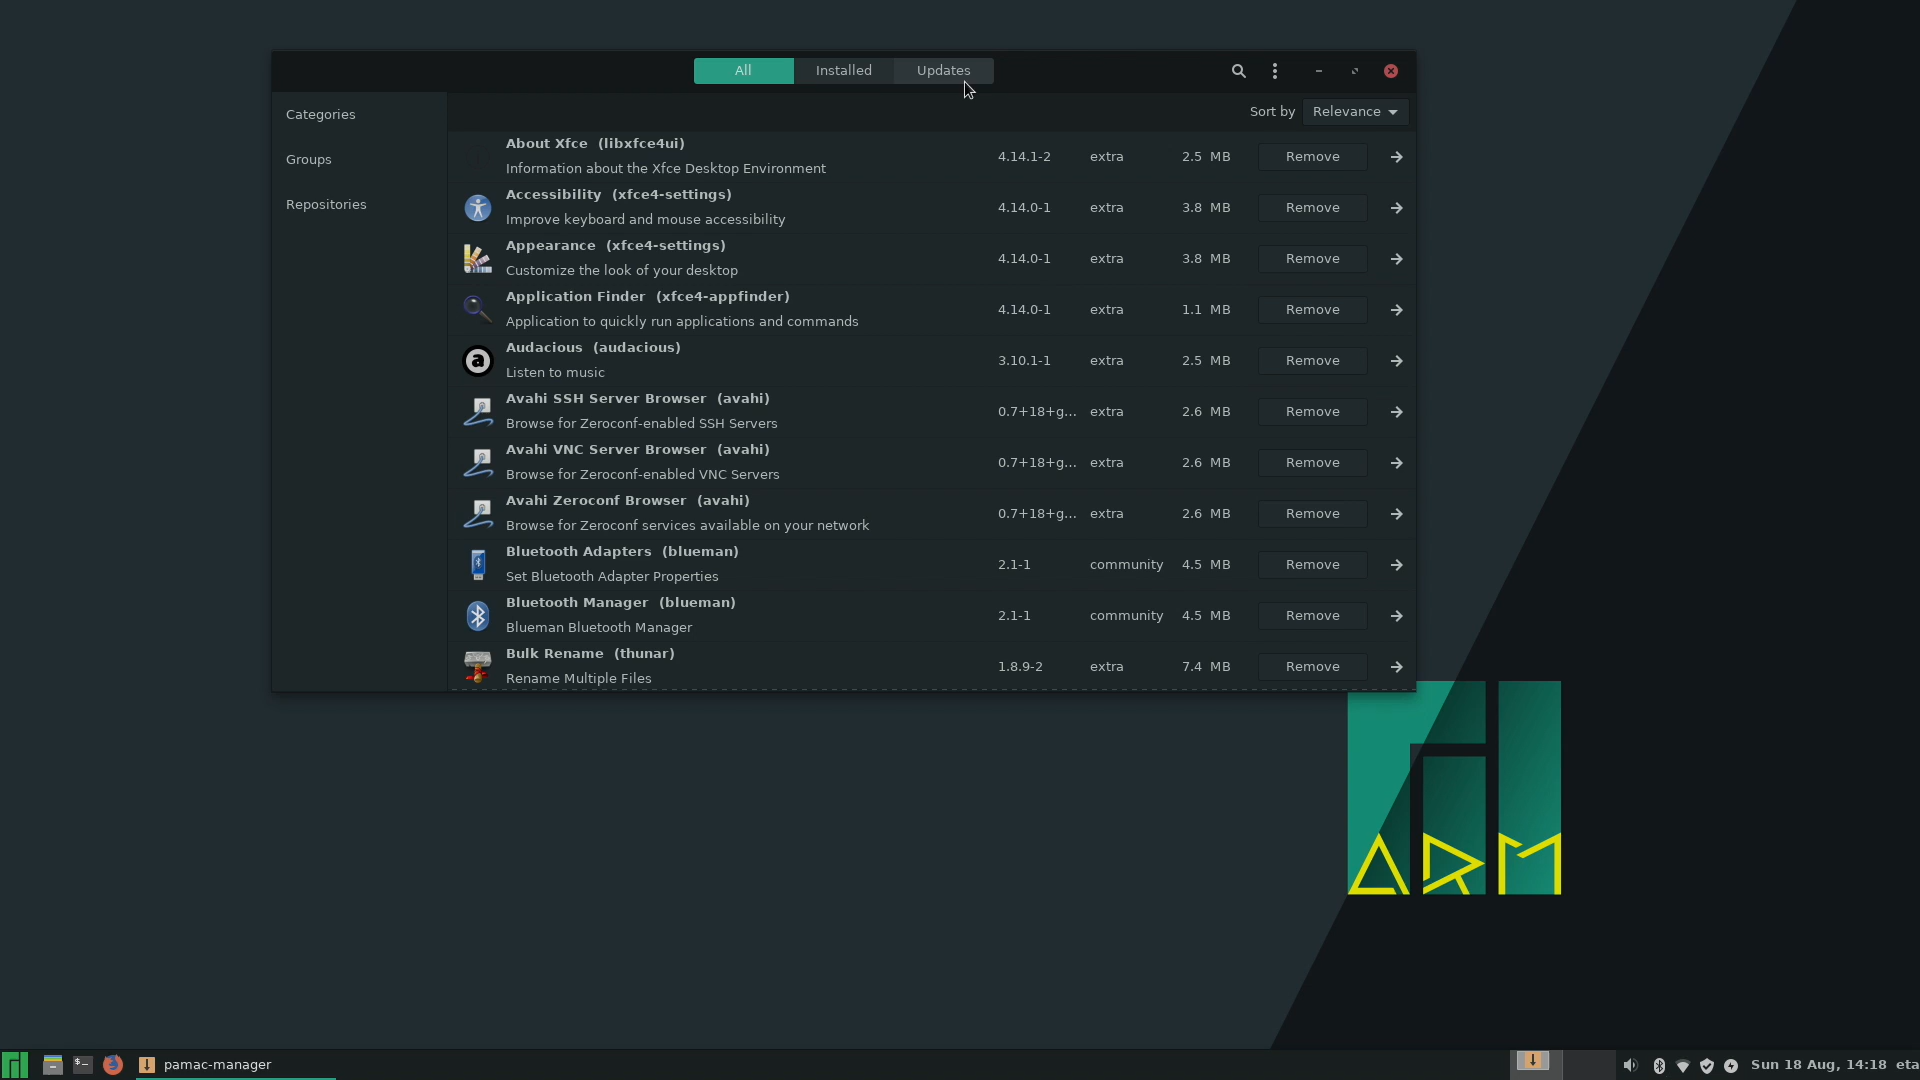 All Installed Updates
Sort by Relevance
Categories
Groups
Repositories
About Xfce (libxfce4ui)
Information about the Xfce Desktop Environment
4.14.1-2 extra 2.5 MB Remove
Accessibility (xfce4-settings)
Improve keyboard and mouse accessibility
4.14.0-1 extra 3.8 MB Remove
Appearance (xfce4-settings)
Customize the look of your desktop
4.14.0-1 extra 3.8 MB Remove
Application Finder (xfce4-appfinder)
Application to quickly run applications and commands
4.14.0-1 extra 1.1 MB Remove
Audacious (audacious)
Listen to music
3.10.1-1 extra 2.5 MB Remove
Avahi SSH Server Browser (avahi)
Browse for Zeroconf-enabled SSH Servers
0.7+18+g... extra 2.6 MB Remove
Avahi VNC Server Browser (avahi)
Browse for Zeroconf-enabled VNC Servers
0.7+18+g... extra 2.6 MB Remove
Avahi Zeroconf Browser (avahi)
Browse for Zeroconf services available on your network
0.7+18+g... extra 2.6 MB Remove
Bluetooth Adapters (blueman)
Set Bluetooth Adapter Properties
2.1-1 community 4.5 MB Remove
Bluetooth Manager (blueman)
Blueman Bluetooth Manager
2.1-1 community 4.5 MB Remove
Bulk Rename (thunar)
Rename Multiple Files
1.8.9-2 extra 7.4 MB Remove
ARM
pamac-manager
Sun 18 Aug, 14:18 eta